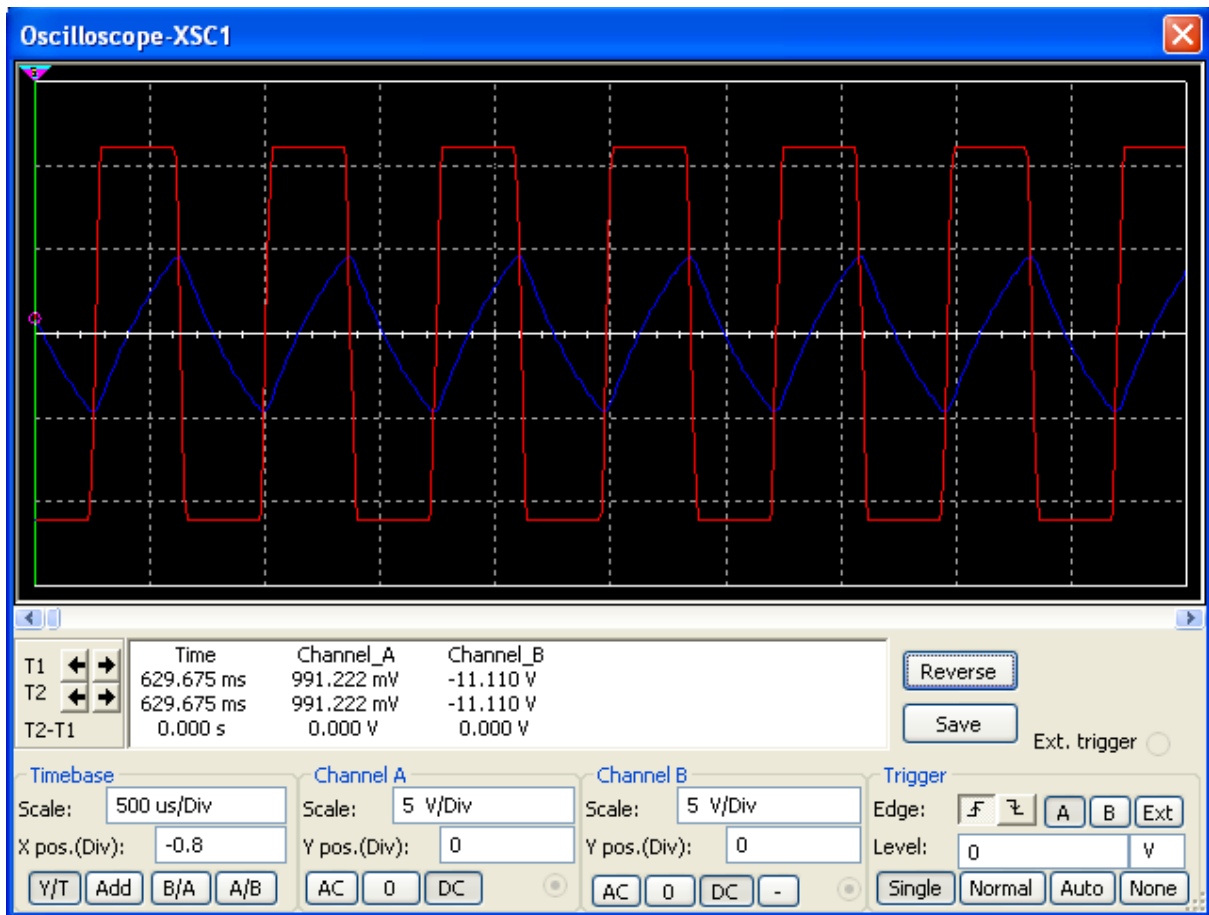 Oscilloscope-XSC1
Time Channel_A Channel_B
T1 629.675 ms 991.222 mV -11.110 V
T2 629.675 ms 991.222 mV -11.110 V
T2-T1 0.000 s 0.000 V 0.000 V
Reverse
Save
Ext. trigger
Timebase
Scale: 500 us/Div
X pos.(Div): -0.8
Y/T Add B/A A/B
Channel A
Scale: 5 V/Div
Y pos.(Div): 0
AC 0 DC
Channel B
Scale: 5 V/Div
Y pos.(Div): 0
AC 0 DC -
Trigger
Edge: A B Ext
Level: 0 V
Single Normal Auto None